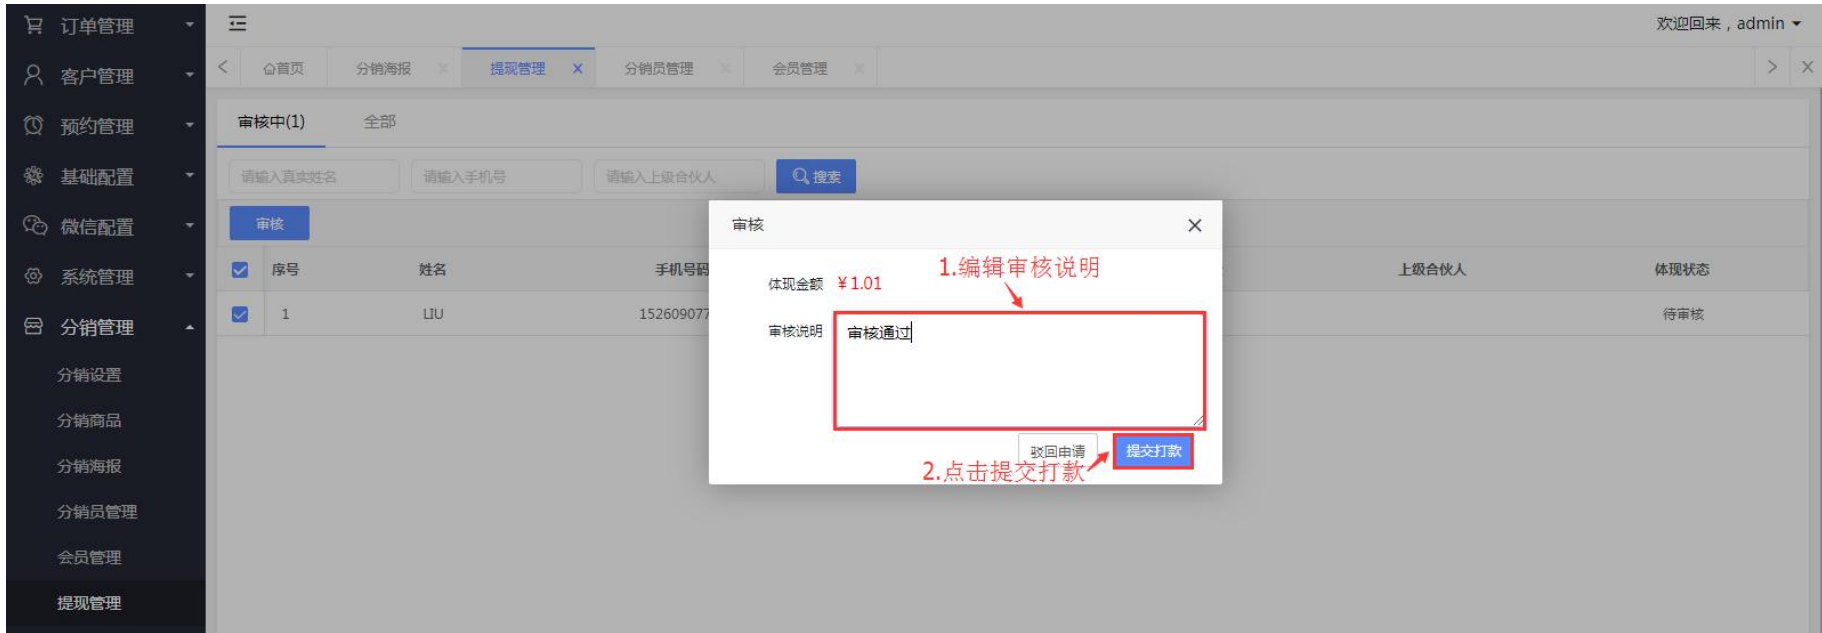 订单管理
客户管理
预约管理
基础配置
微信配置
系统管理
分销管理
分销设置
分销商品
分销海报
分销员管理
会员管理
提现管理
欢迎回来，admin
首页 分销海报 提现管理 分销员管理 会员管理
审核中(1) 全部
请输入真实姓名 请输入手机号 请输入上级合伙人 搜索
审核
序号 姓名 手机号码 上级合伙人 体现状态
1 LIU 152609077 待审核
审核
体现金额 ¥1.01
1.编辑审核说明
审核说明 审核通过
驳回申请 提交打款
2.点击提交打款